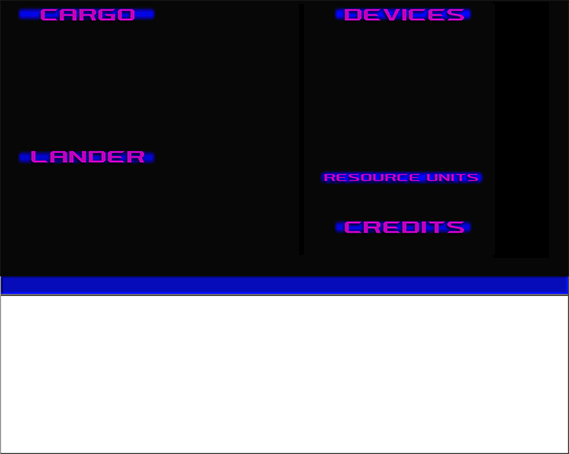 CARGO
DEVICES
LANDER
RESOURCE UNITS
CREDITS